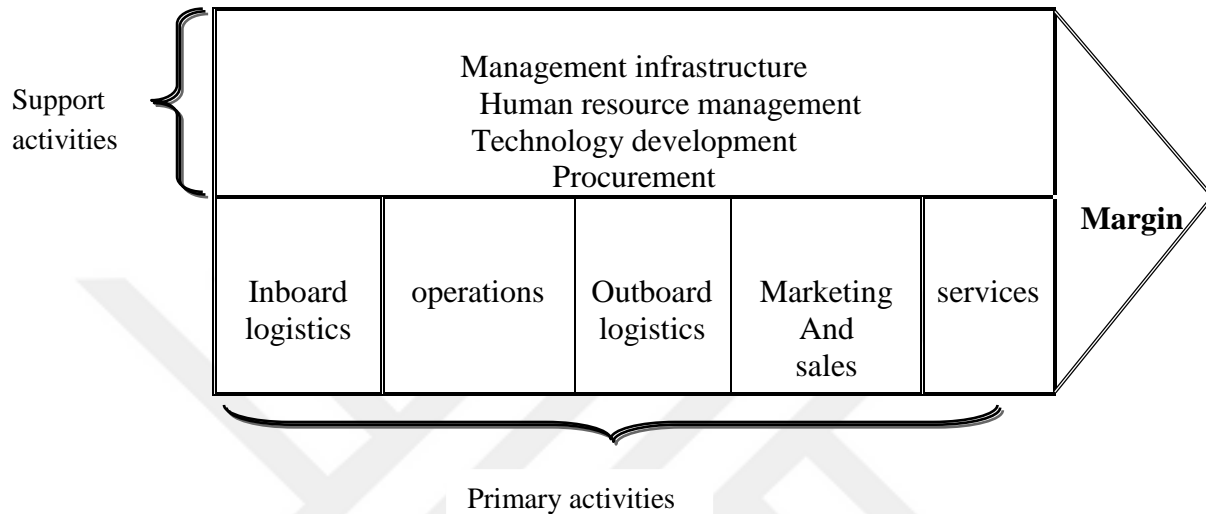 Support
activities
Management infrastructure
Human resource management
Technology development
Procurement
Margin
Inboard
logistics
operations
Outboard
logistics
Marketing
And
sales
services
Primary activities